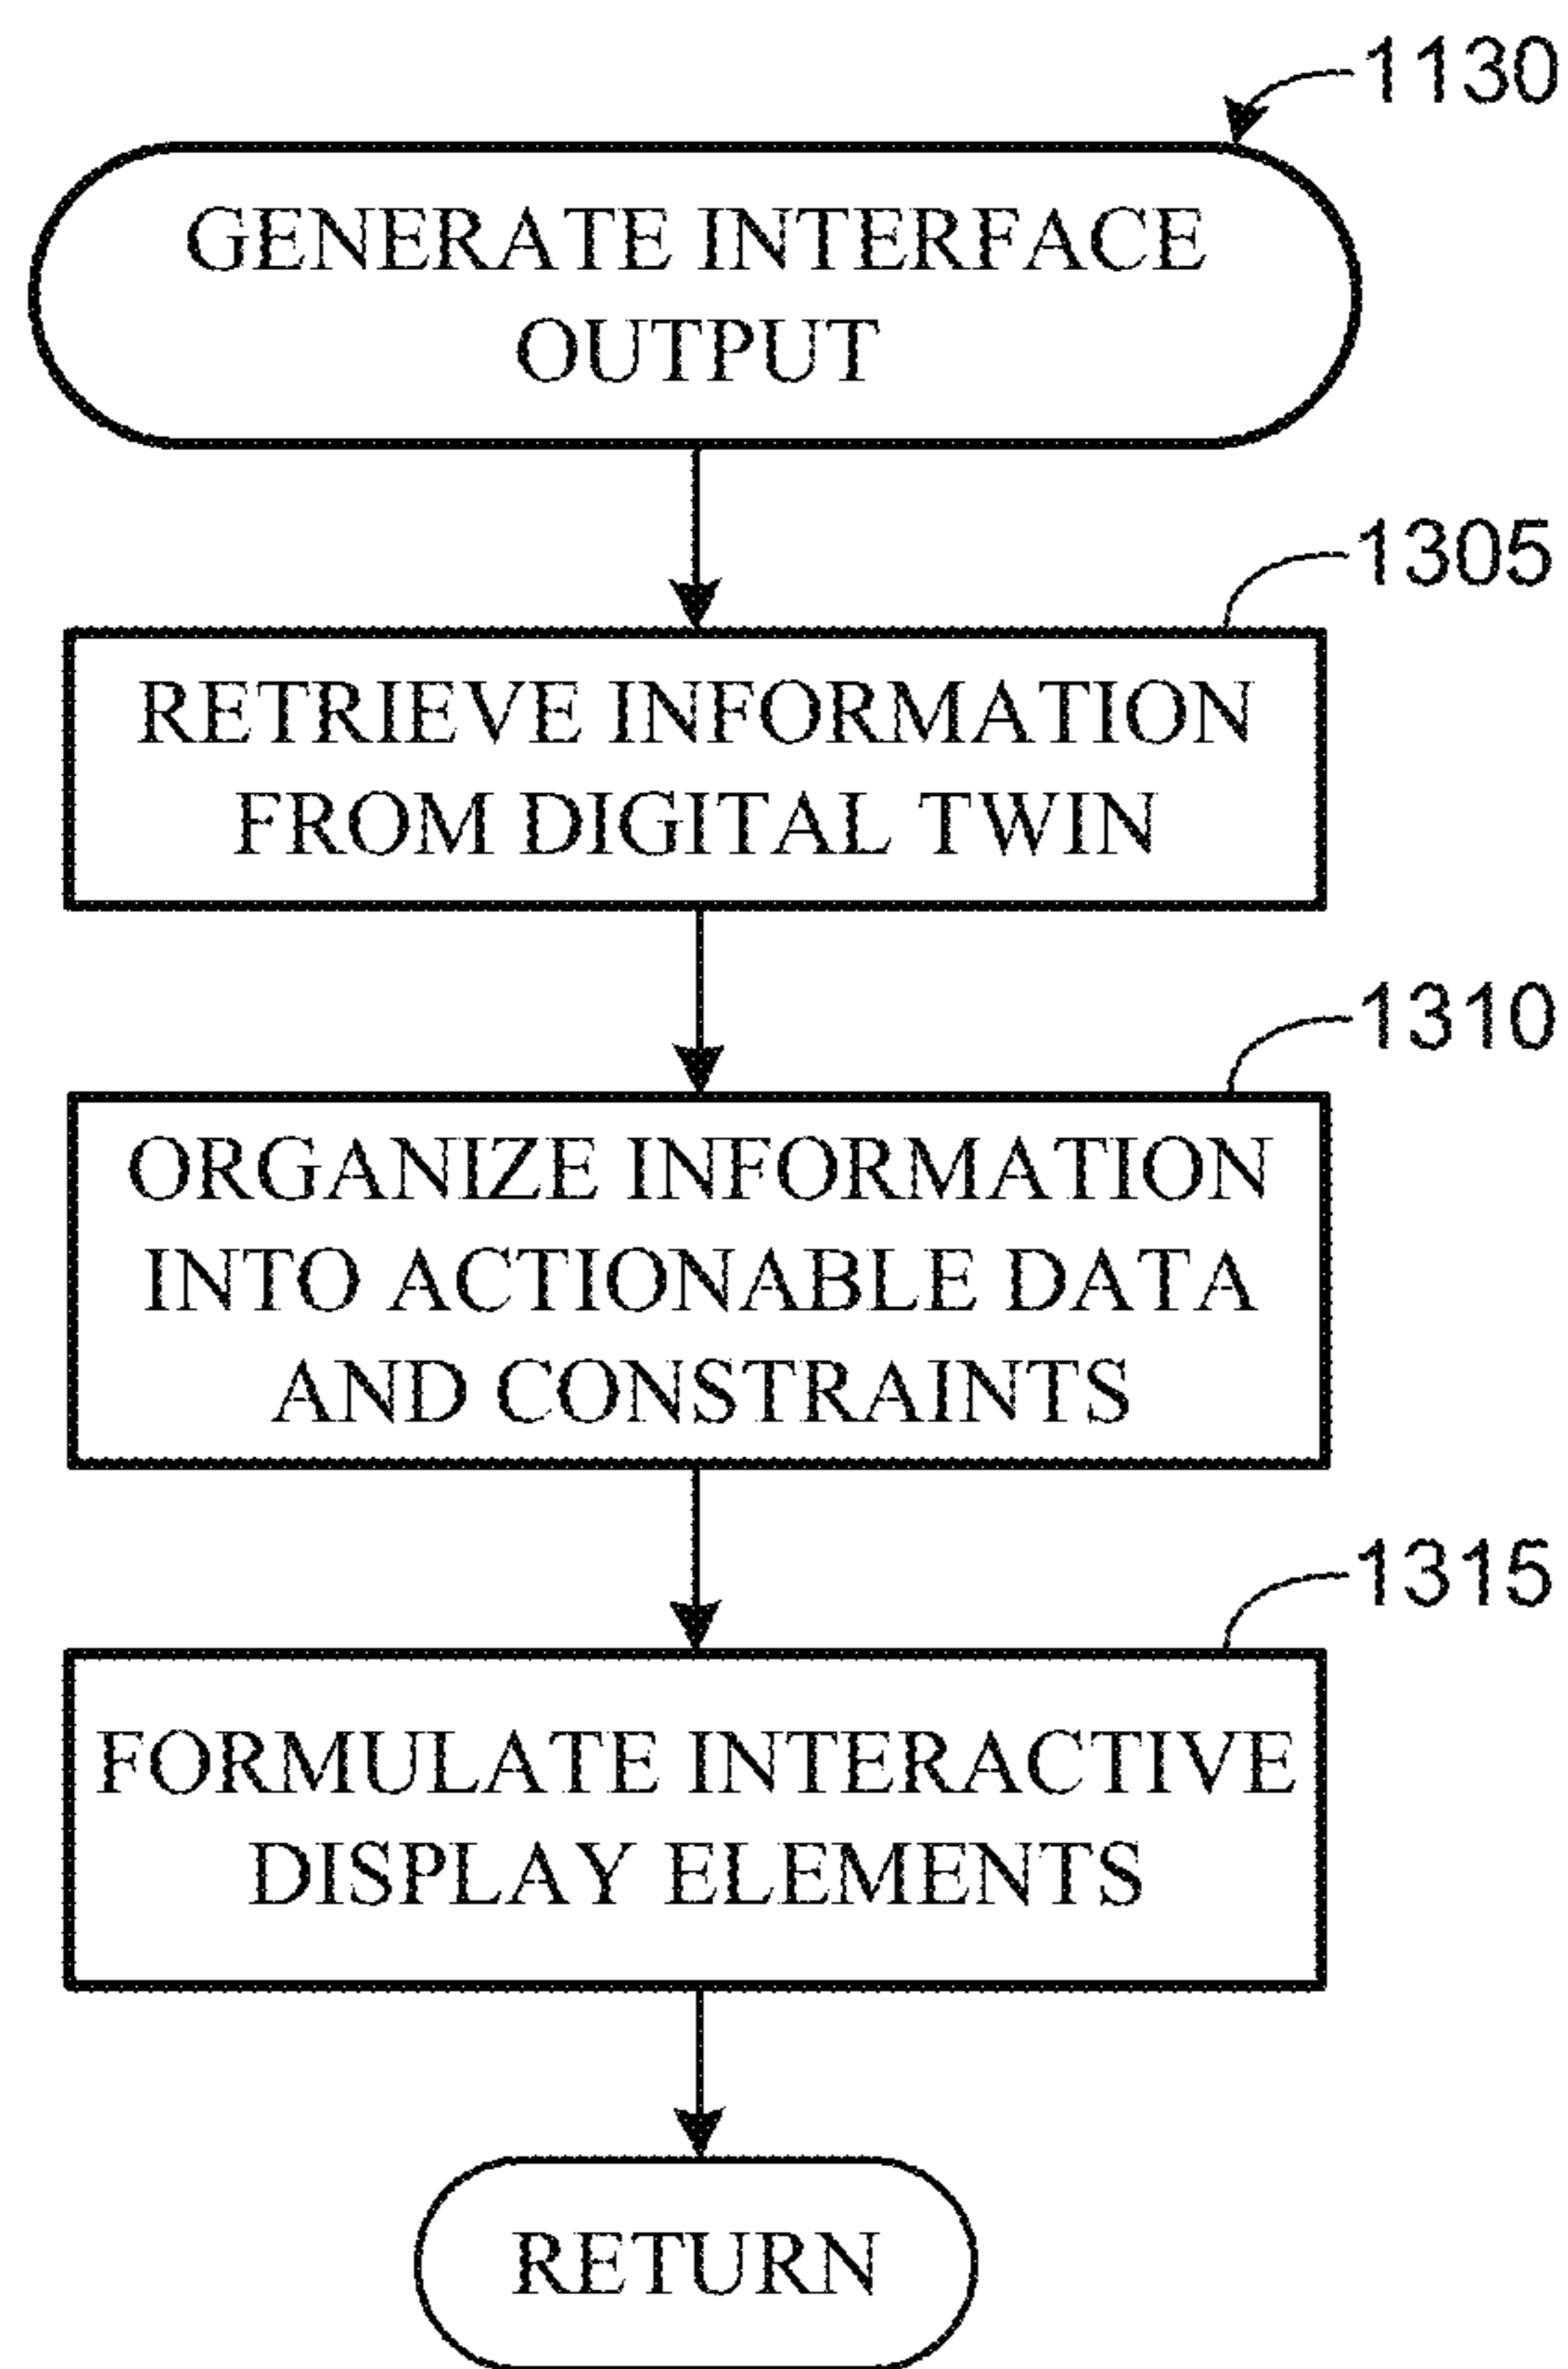 1130
GENERATE INTERFACE
OUTPUT
1305
RETRIEVE INFORMATION
FROM DIGITAL TWIN
1310
ORGANIZE INFORMATION
INTO ACTIONABLE DATA
AND CONSTRAINTS
1315
FORMULATE INTERACTIVE
DISPLAY ELEMENTS
RETURN